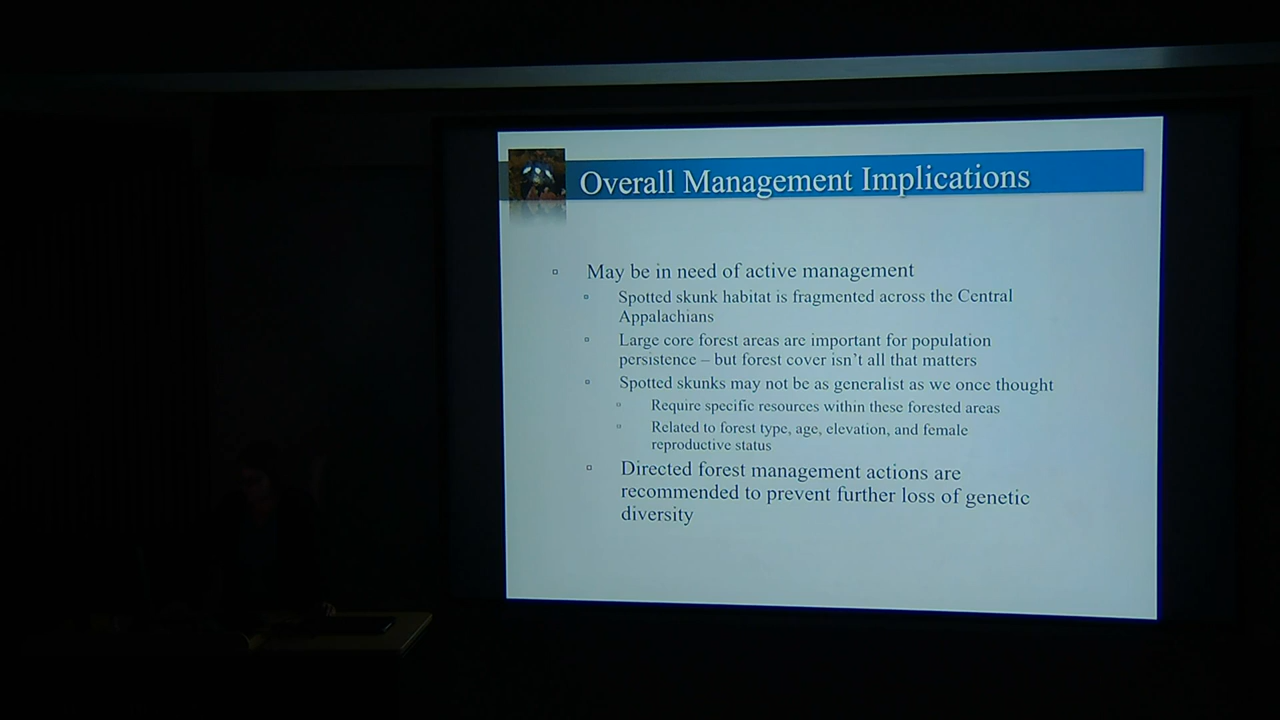 Overall Management Implications
May be in need of active management
Spotted skunk habitat is fragmented across the Central
Appalachians
Large core forest areas are important for population
persistence – but forest cover isn't all that matters
Spotted skunks may not be as generalist as we once thought
Require specific resources within these forested areas
Related to forest type, age, elevation, and female
reproductive status
Directed forest management actions are
recommended to prevent further loss of genetic
diversity